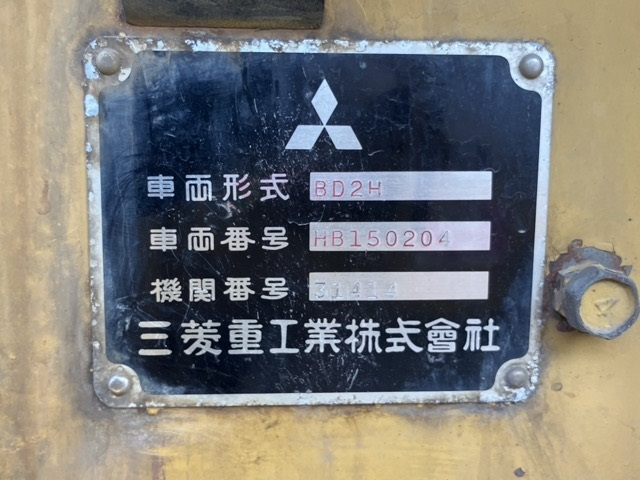 車両形式 BD2H
車両番号 HB150204
機関番号 31414
三菱重工業株式會社